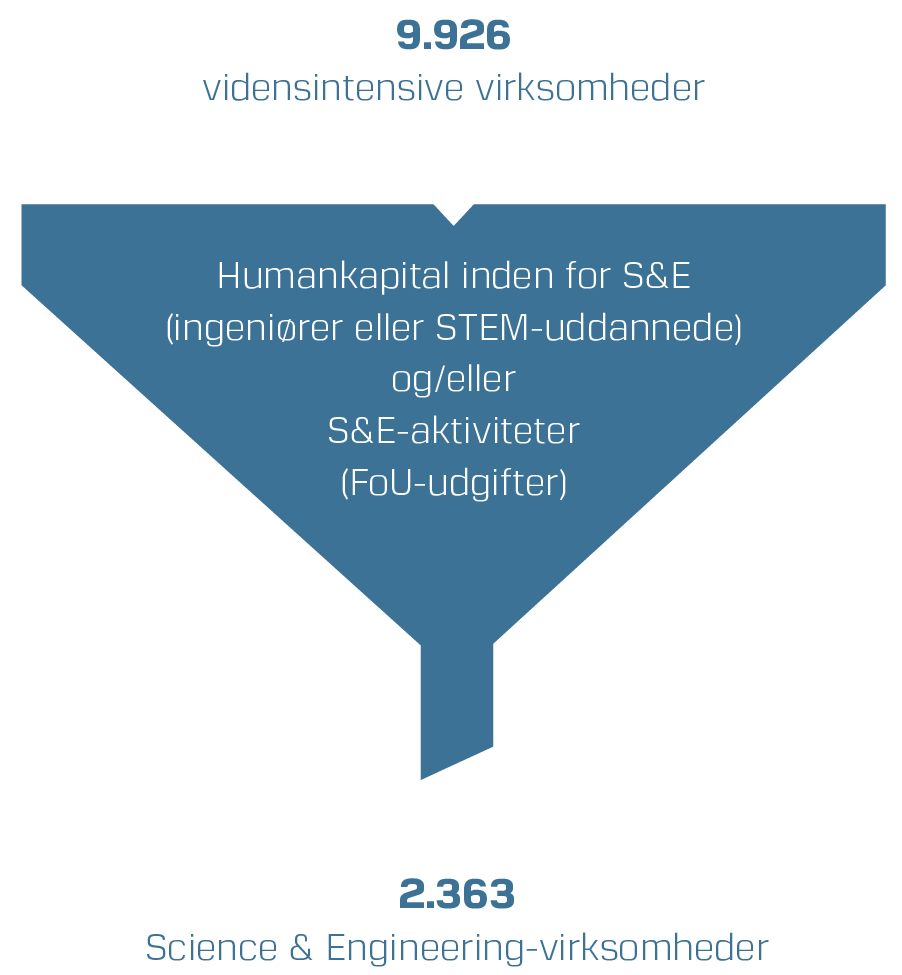 9.926
vidensintensive virksomheder
Humankapital inden for S&E
(ingeniører eller STEM-uddannede)
og/eller
S&E-aktiviteter
(FoU-udgifter)
2.363
Science & Engineering-virksomheder